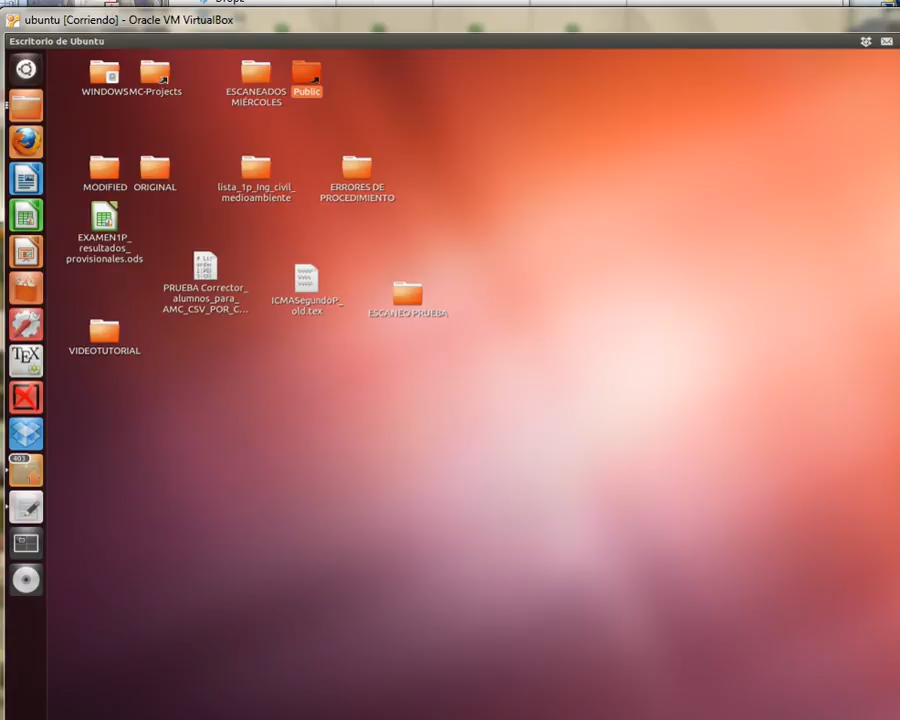 ubuntu [Corriendo] - Oracle VM VirtualBox
Escritorio de Ubuntu
WINDOWS
MC-Projects
ESCANEADOS
MIÉRCOLES
Public
MODIFIED
ORIGINAL
lista_1p_Ing_civil_
medioambiente
ERRORES DE
PROCEDIMIENTO
EXAMEN1P_
resultados_
provisionales.ods
PRUEBA Corrector_
alumnos_para_
AMC_CSV_POR_C...
ICMASegundoP_
old.tex
ESCANEO PRUEBA
VIDEOTUTORIAL
TEX
403